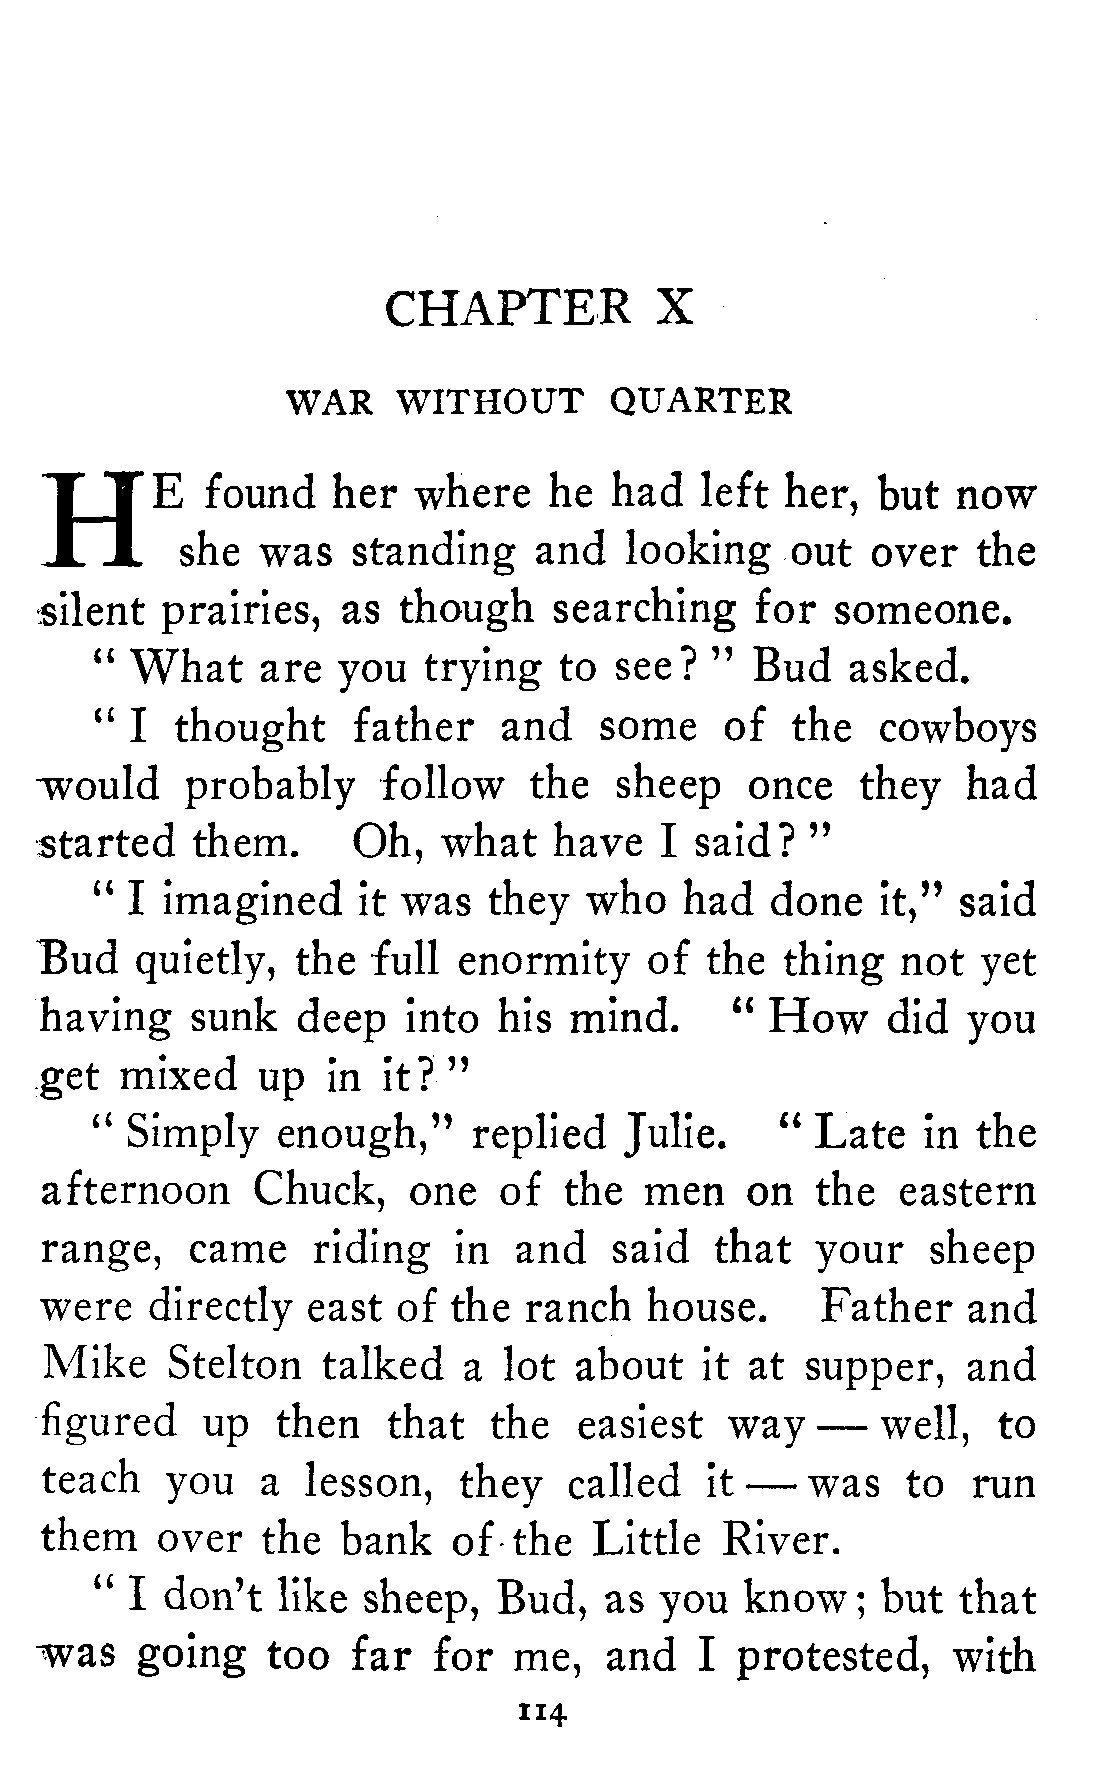 CHAPTER X
WAR WITHOUT QUARTER
HE found her where he had left her, but now
she was standing and looking out over the
silent prairies, as though searching for someone.
“ What are you trying to see? ” Bud asked.
“ I thought father and some of the cowboys
would probably follow the sheep once they had
started them. Oh, what have I said? ”
“ I imagined it was they who had done it,” said
Bud quietly, the full enormity of the thing not yet
having sunk deep into his mind. “ How did you
get mixed up in it? ”
“ Simply enough,” replied Julie. “ Late in the
afternoon Chuck, one of the men on the eastern
range, came riding in and said that your sheep
were directly east of the ranch house. Father and
Mike Stelton talked a lot about it at supper, and
figured up then that the easiest way — well, to
teach you a lesson, they called it — was to run
them over the bank of the Little River.
“ I don’t like sheep, Bud, as you know; but that
was going too far for me, and I protested, with
114